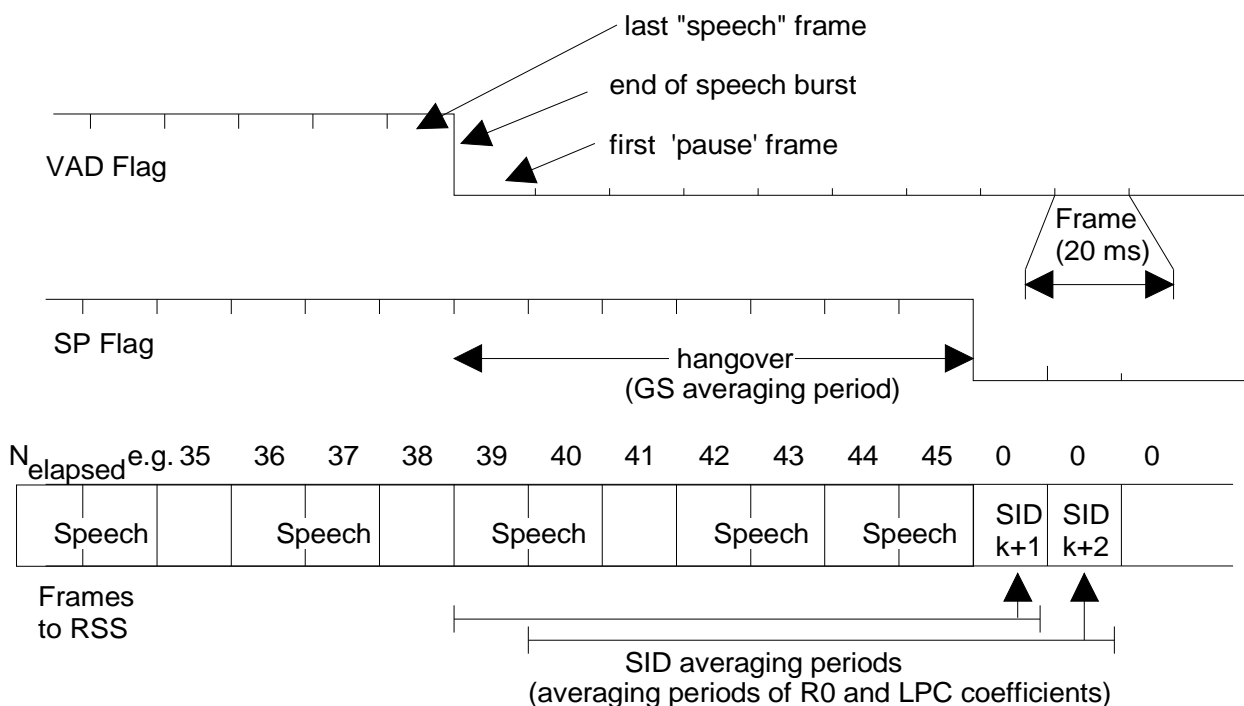 last "speech" frame
end of speech burst
first 'pause' frame
VAD Flag
Frame
(20 ms)
SP Flag
hangover
(GS averaging period)
N elapsed e.g. 35 36 37 38 39 40 41 42 43 44 45 0 0 0
Speech Speech Speech Speech Speech SID k+1 SID k+2
Frames
to RSS
SID averaging periods
(averaging periods of R0 and LPC coefficients)